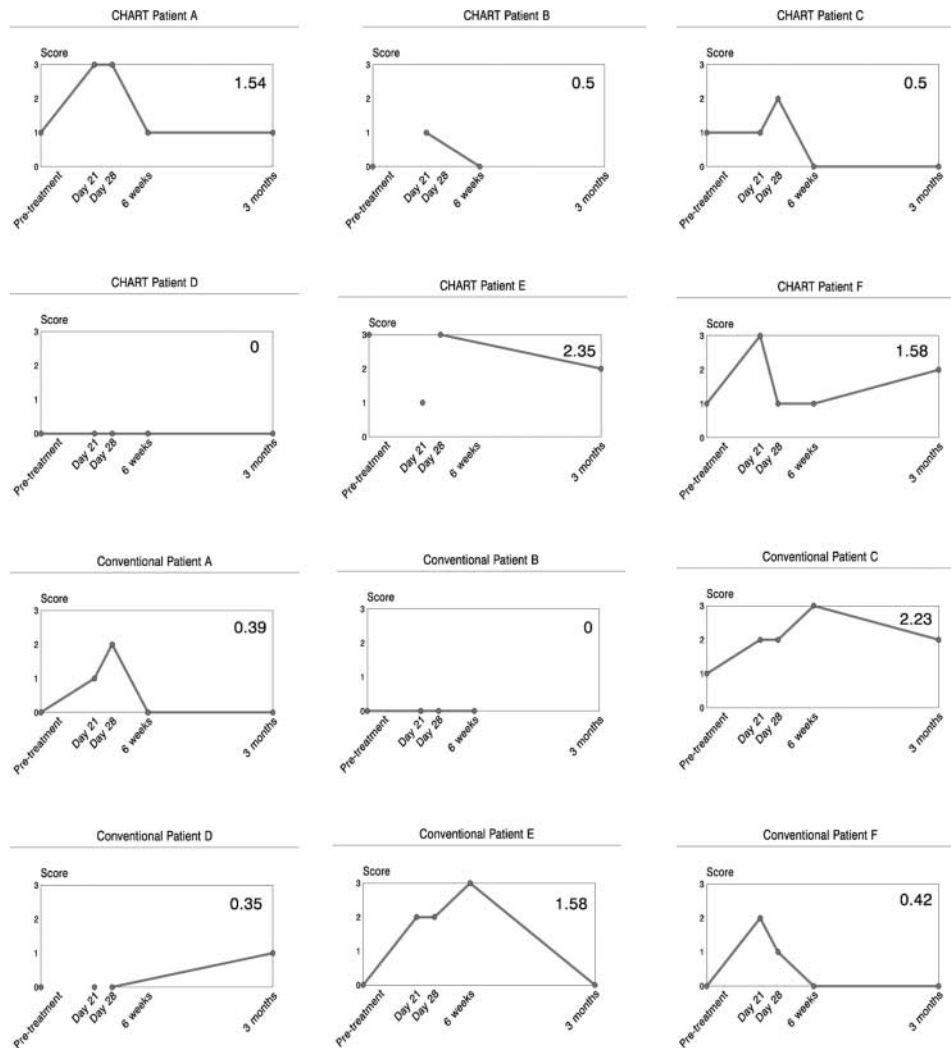 CHART Patient A
CHART Patient B
CHART Patient C
Score
3
2
1
0
1.54
Pre-treatment
Day 21
Day 28
6 weeks
3 months
Score
3
2
1
0
0.5
Pre-treatment
Day 21
Day 28
6 weeks
3 months
Score
3
2
1
0
0.5
Pre-treatment
Day 21
Day 28
6 weeks
3 months
CHART Patient D
CHART Patient E
CHART Patient F
Score
3
2
1
0
0
Pre-treatment
Day 21
Day 28
6 weeks
3 months
Score
3
2
1
0
2.35
Pre-treatment
Day 21
Day 28
6 weeks
3 months
Score
3
2
1
0
1.58
Pre-treatment
Day 21
Day 28
6 weeks
3 months
Conventional Patient A
Conventional Patient B
Conventional Patient C
Score
3
2
1
0
0.39
Pre-treatment
Day 21
Day 28
6 weeks
3 months
Score
3
2
1
0
0
Pre-treatment
Day 21
Day 28
6 weeks
3 months
Score
3
2
1
0
2.23
Pre-treatment
Day 21
Day 28
6 weeks
3 months
Conventional Patient D
Conventional Patient E
Conventional Patient F
Score
3
2
1
0
0.35
Pre-treatment
Day 21
Day 28
6 weeks
3 months
Score
3
2
1
0
1.58
Pre-treatment
Day 21
Day 28
6 weeks
3 months
Score
3
2
1
0
0.42
Pre-treatment
Day 21
Day 28
6 weeks
3 months